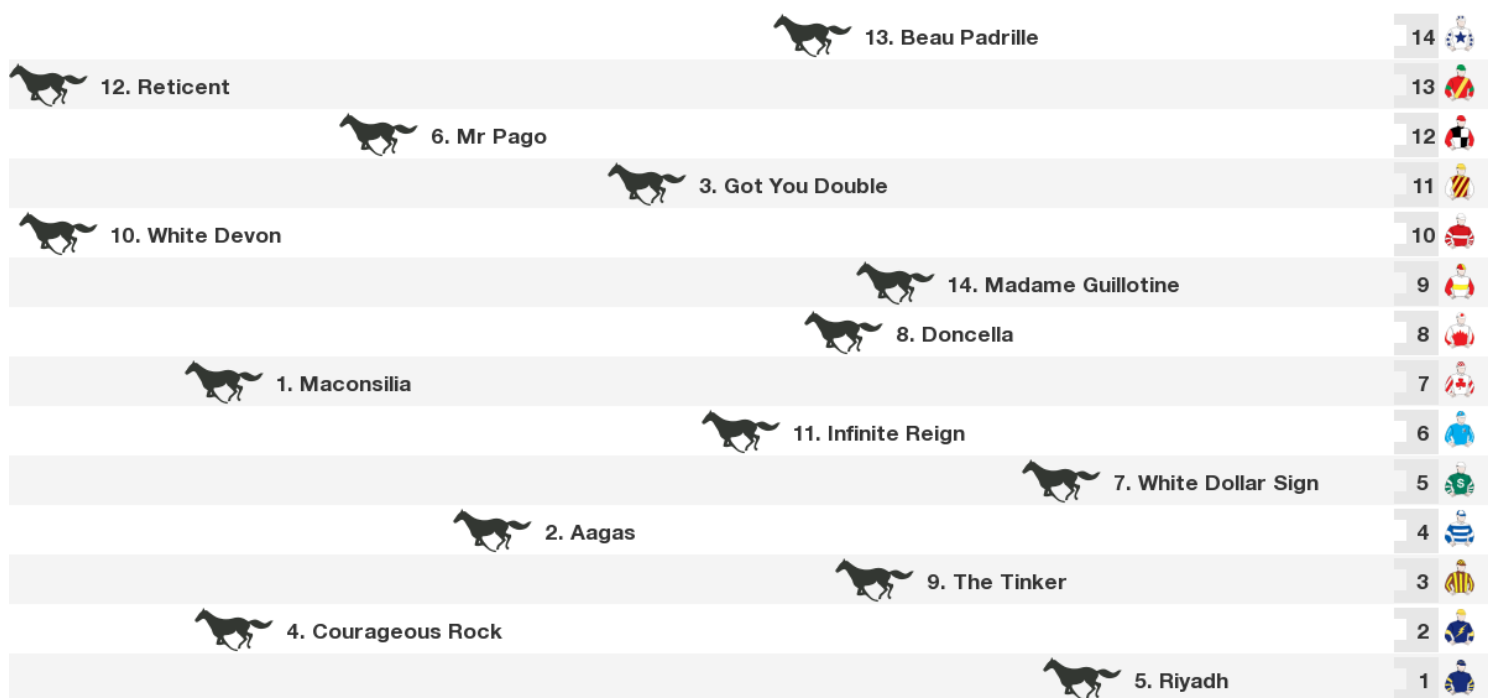 13. Beau Padrille 14
12. Reticent 13
6. Mr Pago 12
3. Got You Double 11
10. White Devon 10
14. Madame Guillotine 9
8. Doncella 8
1. Maconsilia 7
11. Infinite Reign 6
7. White Dollar Sign 5 S
2. Aagas 4
9. The Tinker 3
4. Courageous Rock 2
5. Riyadh 1